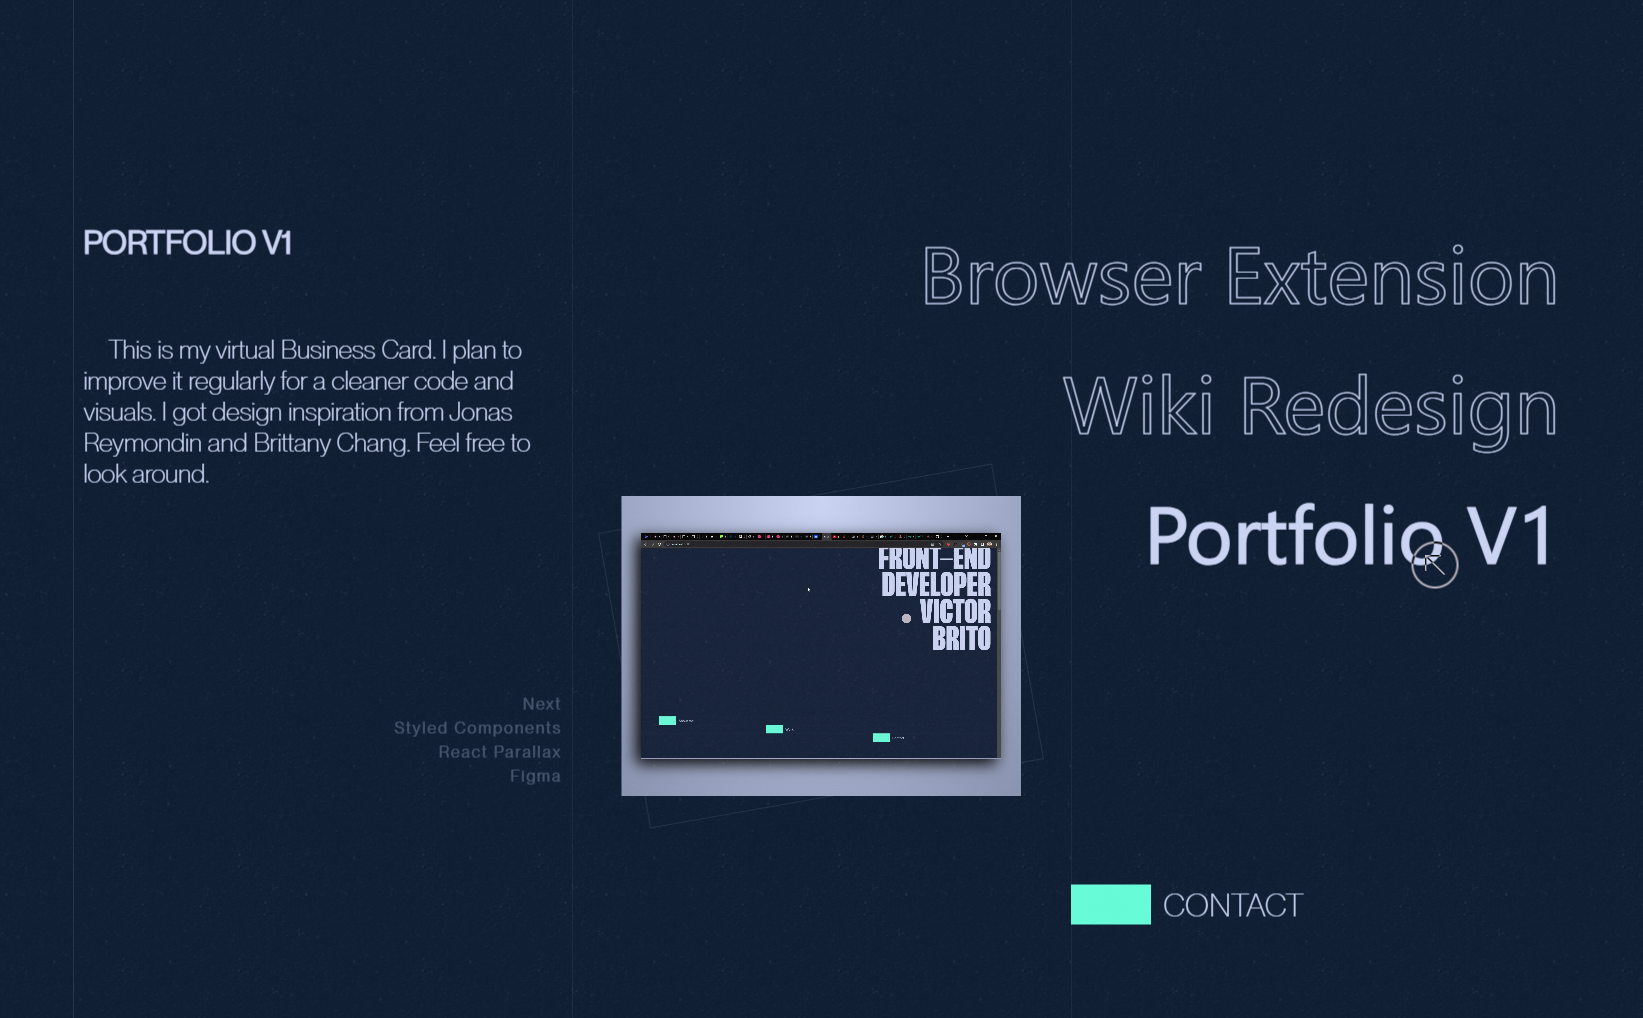 PORTFOLIO V1
This is my virtual Business Card. I plan to
improve it regularly for a cleaner code and
visuals. I got design inspiration from Jonas
Reymondin and Brittany Chang. Feel free to
look around.
Next
Styled Components
React Parallax
Figma
FRONT-END
DEVELOPER
VICTOR
BRITO
Browser Extension
Wiki Redesign
Portfolio V1
CONTACT